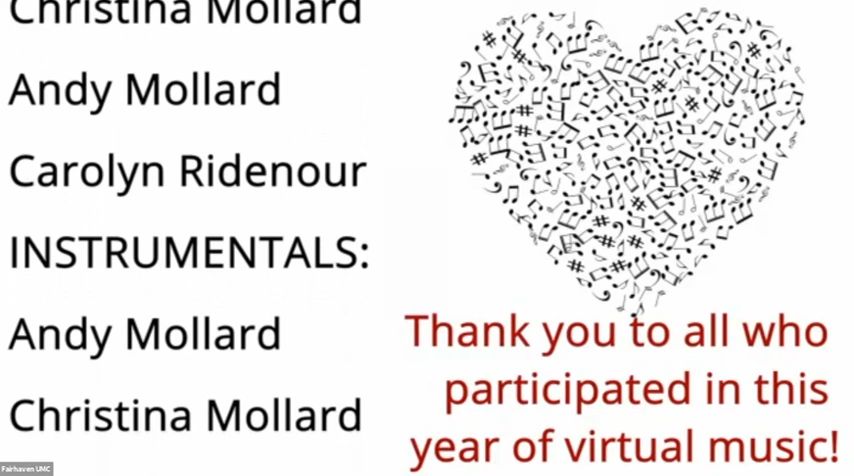 Christina Mollard
Andy Mollard
Carolyn Ridenour
INSTRUMENTALS:
Andy Mollard
Christina Mollard
Thank you to all who
participated in this
year of virtual music!
Fairhaven UMC